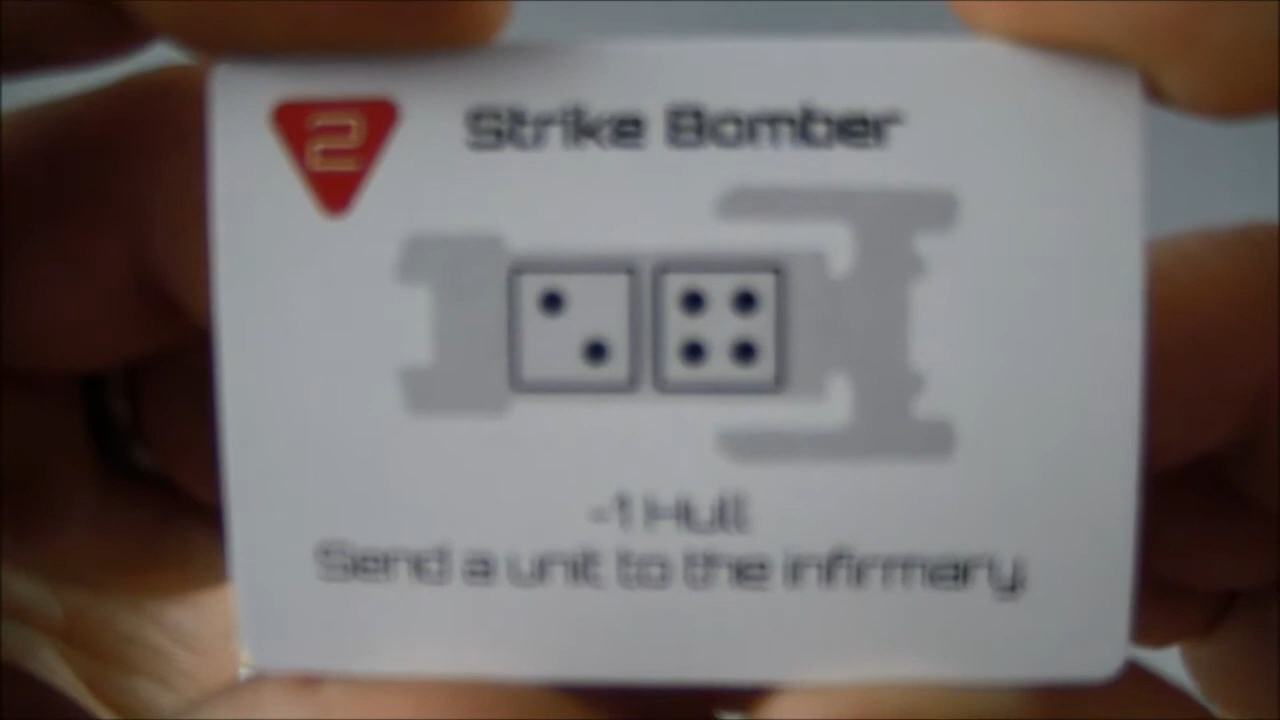 2
Strike Bomber
-1 Hull
Send a unit to the infirmary.